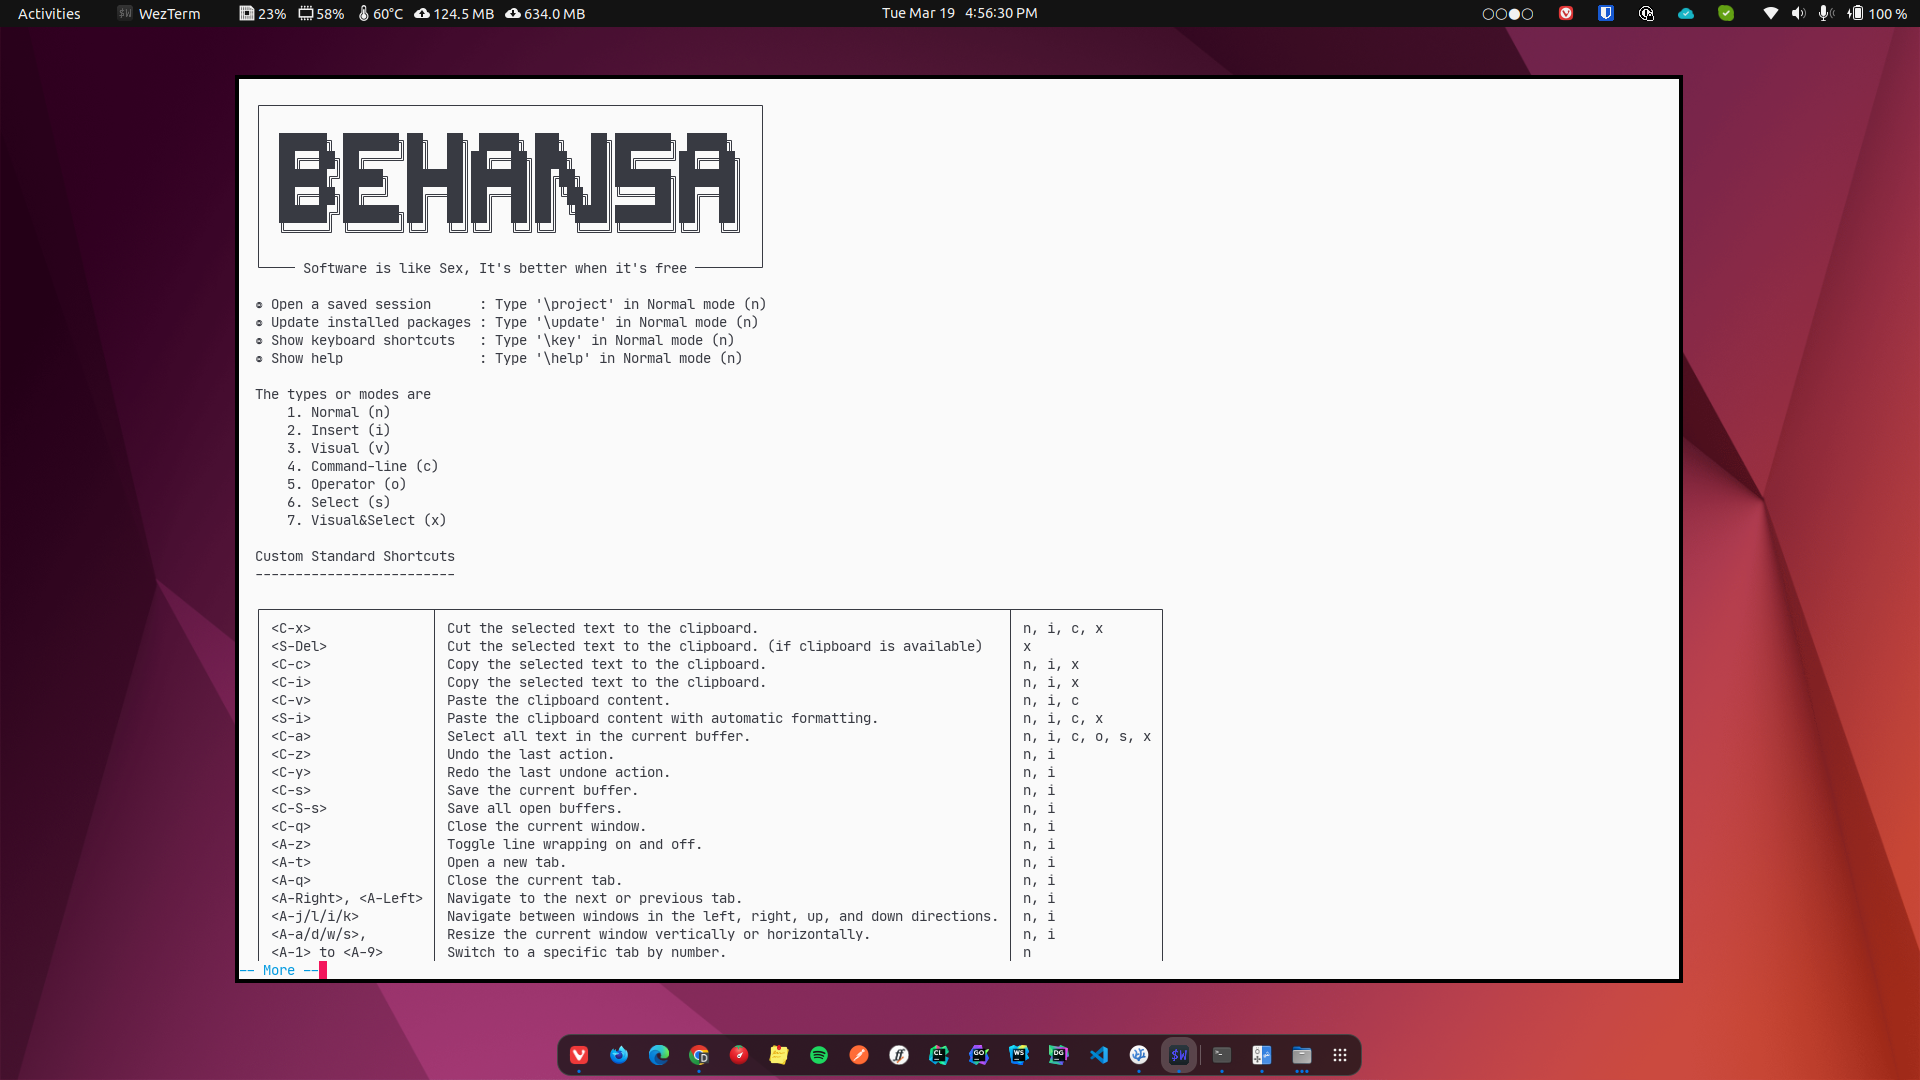 Activities WezTerm 23% 58% 60°C 124.5 MB 634.0 MB Tue Mar 19 4:56:30 PM 100 %
BEHANSA
Software is like Sex, It's better when it's free
Open a saved session : Type '\project' in Normal mode (n)
Update installed packages : Type '\update' in Normal mode (n)
Show keyboard shortcuts : Type '\key' in Normal mode (n)
Show help : Type '\help' in Normal mode (n)
The types or modes are
1. Normal (n)
2. Insert (i)
3. Visual (v)
4. Command-line (c)
5. Operator (o)
6. Select (s)
7. Visual&Select (x)
Custom Standard Shortcuts
-------------------------
<C-x> Cut the selected text to the clipboard. n, i, c, x
<S-Del> Cut the selected text to the clipboard. (if clipboard is available) x
<C-c> Copy the selected text to the clipboard. n, i, x
<C-i> Copy the selected text to the clipboard. n, i, x
<C-v> Paste the clipboard content. n, i, c
<S-i> Paste the clipboard content with automatic formatting. n, i, c, x
<C-a> Select all text in the current buffer. n, i, c, o, s, x
<C-z> Undo the last action. n, i
<C-y> Redo the last undone action. n, i
<C-s> Save the current buffer. n, i
<C-S-s> Save all open buffers. n, i
<C-q> Close the current window. n, i
<A-z> Toggle line wrapping on and off. n, i
<A-t> Open a new tab. n, i
<A-q> Close the current tab. n, i
<A-Right>, <A-Left> Navigate to the next or previous tab. n, i
<A-j/l/i/k> Navigate between windows in the left, right, up, and down directions. n, i
<A-a/d/w/s>, Resize the current window vertically or horizontally. n, i
<A-1> to <A-9> Switch to a specific tab by number. n
-- More --
CL GO WS DG $W